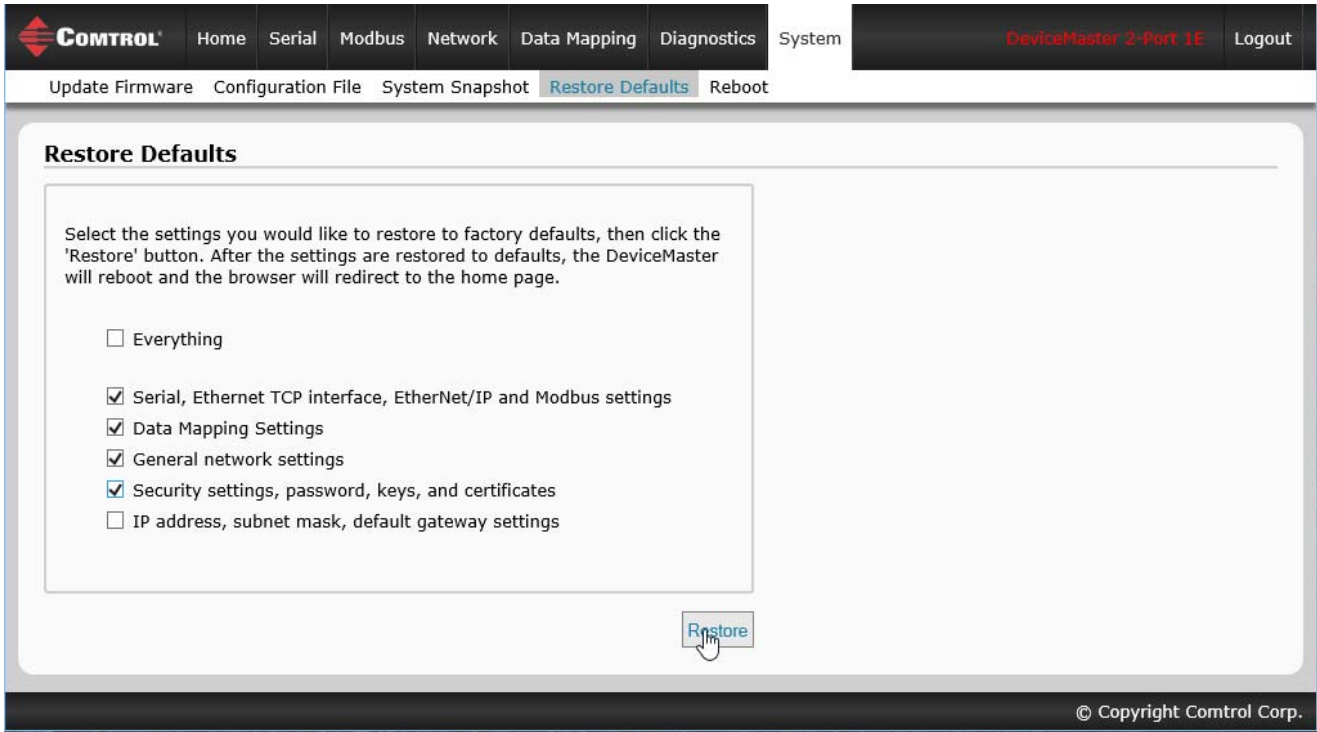 COMTROL Home Serial Modbus Network Data Mapping Diagnostics System DeviceMaster 2-Port 1E Logout
Update Firmware Configuration File System Snapshot Restore Defaults Reboot
Restore Defaults
Select the settings you would like to restore to factory defaults, then click the
'Restore' button. After the settings are restored to defaults, the DeviceMaster
will reboot and the browser will redirect to the home page.
Everything
Serial, Ethernet TCP interface, EtherNet/IP and Modbus settings
Data Mapping Settings
General network settings
Security settings, password, keys, and certificates
IP address, subnet mask, default gateway settings
Restore
© Copyright Comtrol Corp.